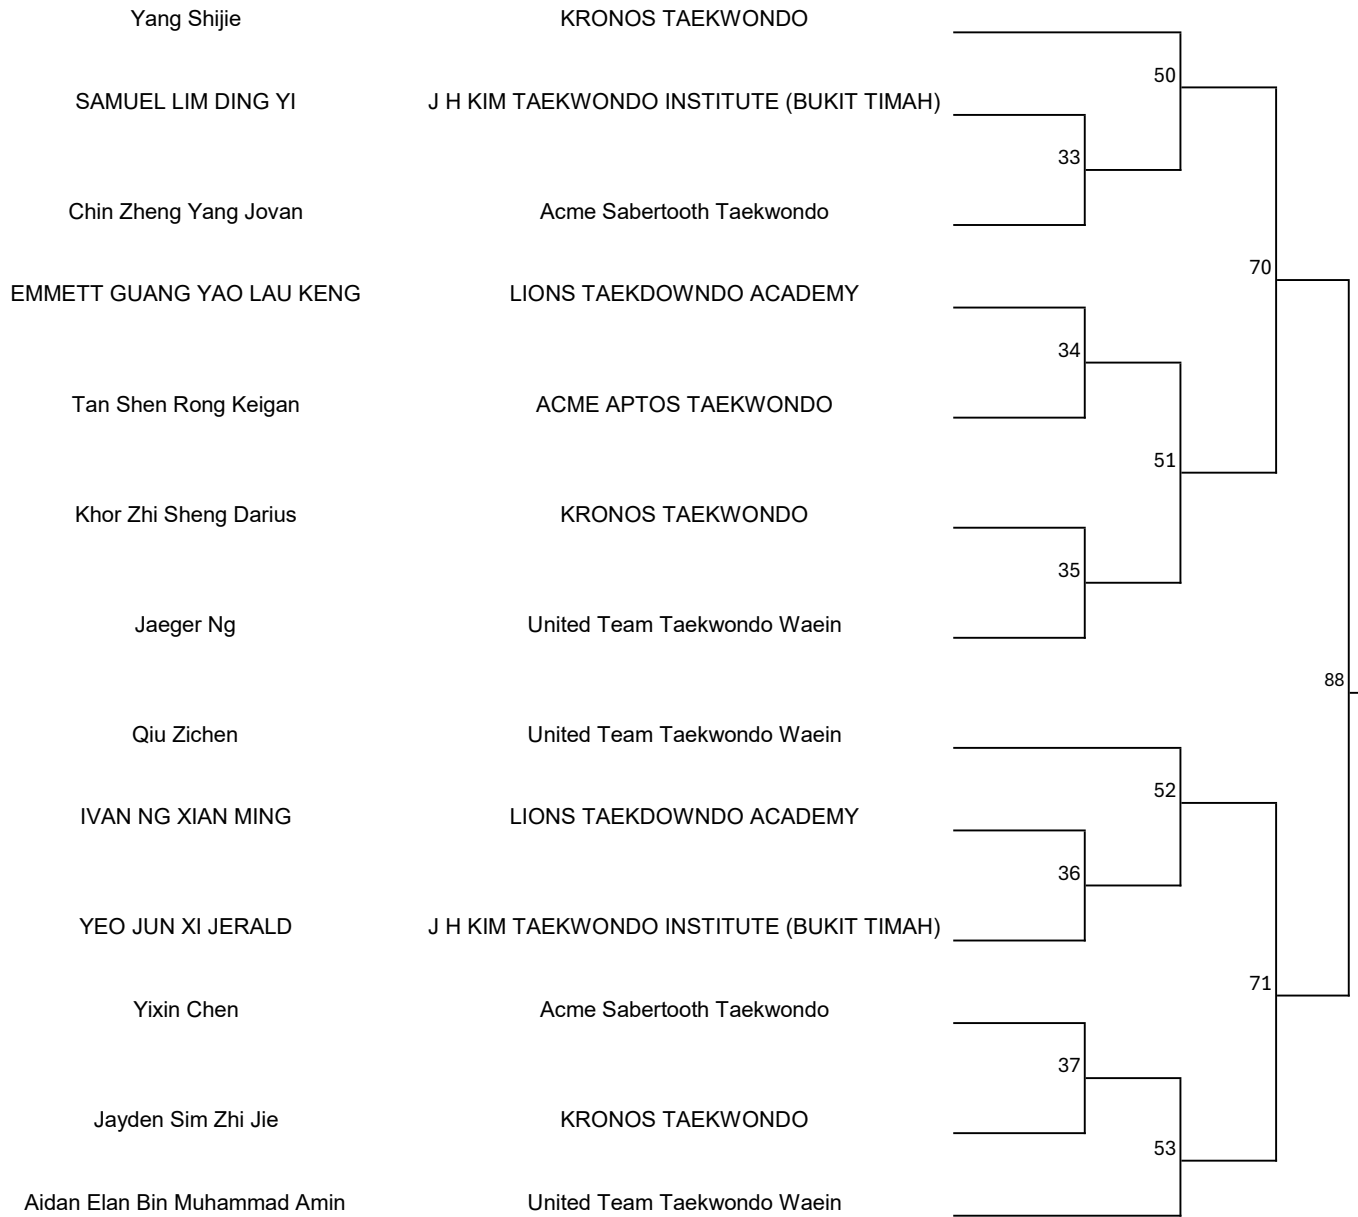 Yang Shijie KRONOS TAEKWONDO
50
SAMUEL LIM DING YI J H KIM TAEKWONDO INSTITUTE (BUKIT TIMAH)
33
Chin Zheng Yang Jovan Acme Sabertooth Taekwondo
70
EMMETT GUANG YAO LAU KENG LIONS TAEKDOWNDO ACADEMY
34
Tan Shen Rong Keigan ACME APTOS TAEKWONDO
51
Khor Zhi Sheng Darius KRONOS TAEKWONDO
35
Jaeger Ng United Team Taekwondo Waein
88
Qiu Zichen United Team Taekwondo Waein
52
IVAN NG XIAN MING LIONS TAEKDOWNDO ACADEMY
36
YEO JUN XI JERALD J H KIM TAEKWONDO INSTITUTE (BUKIT TIMAH)
71
Yixin Chen Acme Sabertooth Taekwondo
37
Jayden Sim Zhi Jie KRONOS TAEKWONDO
53
Aidan Elan Bin Muhammad Amin United Team Taekwondo Waein